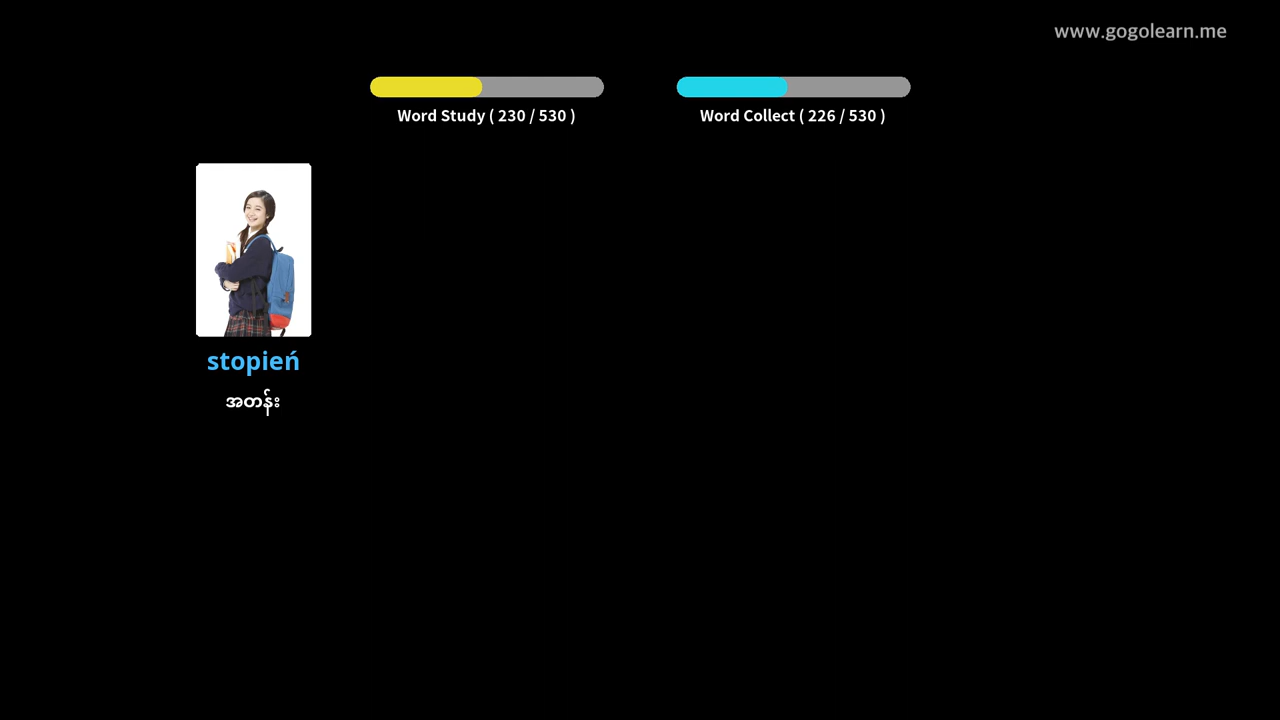 www.gogolearn.me
Word Study ( 230 / 530 )
Word Collect ( 226 / 530 )
stopień
အတန်း